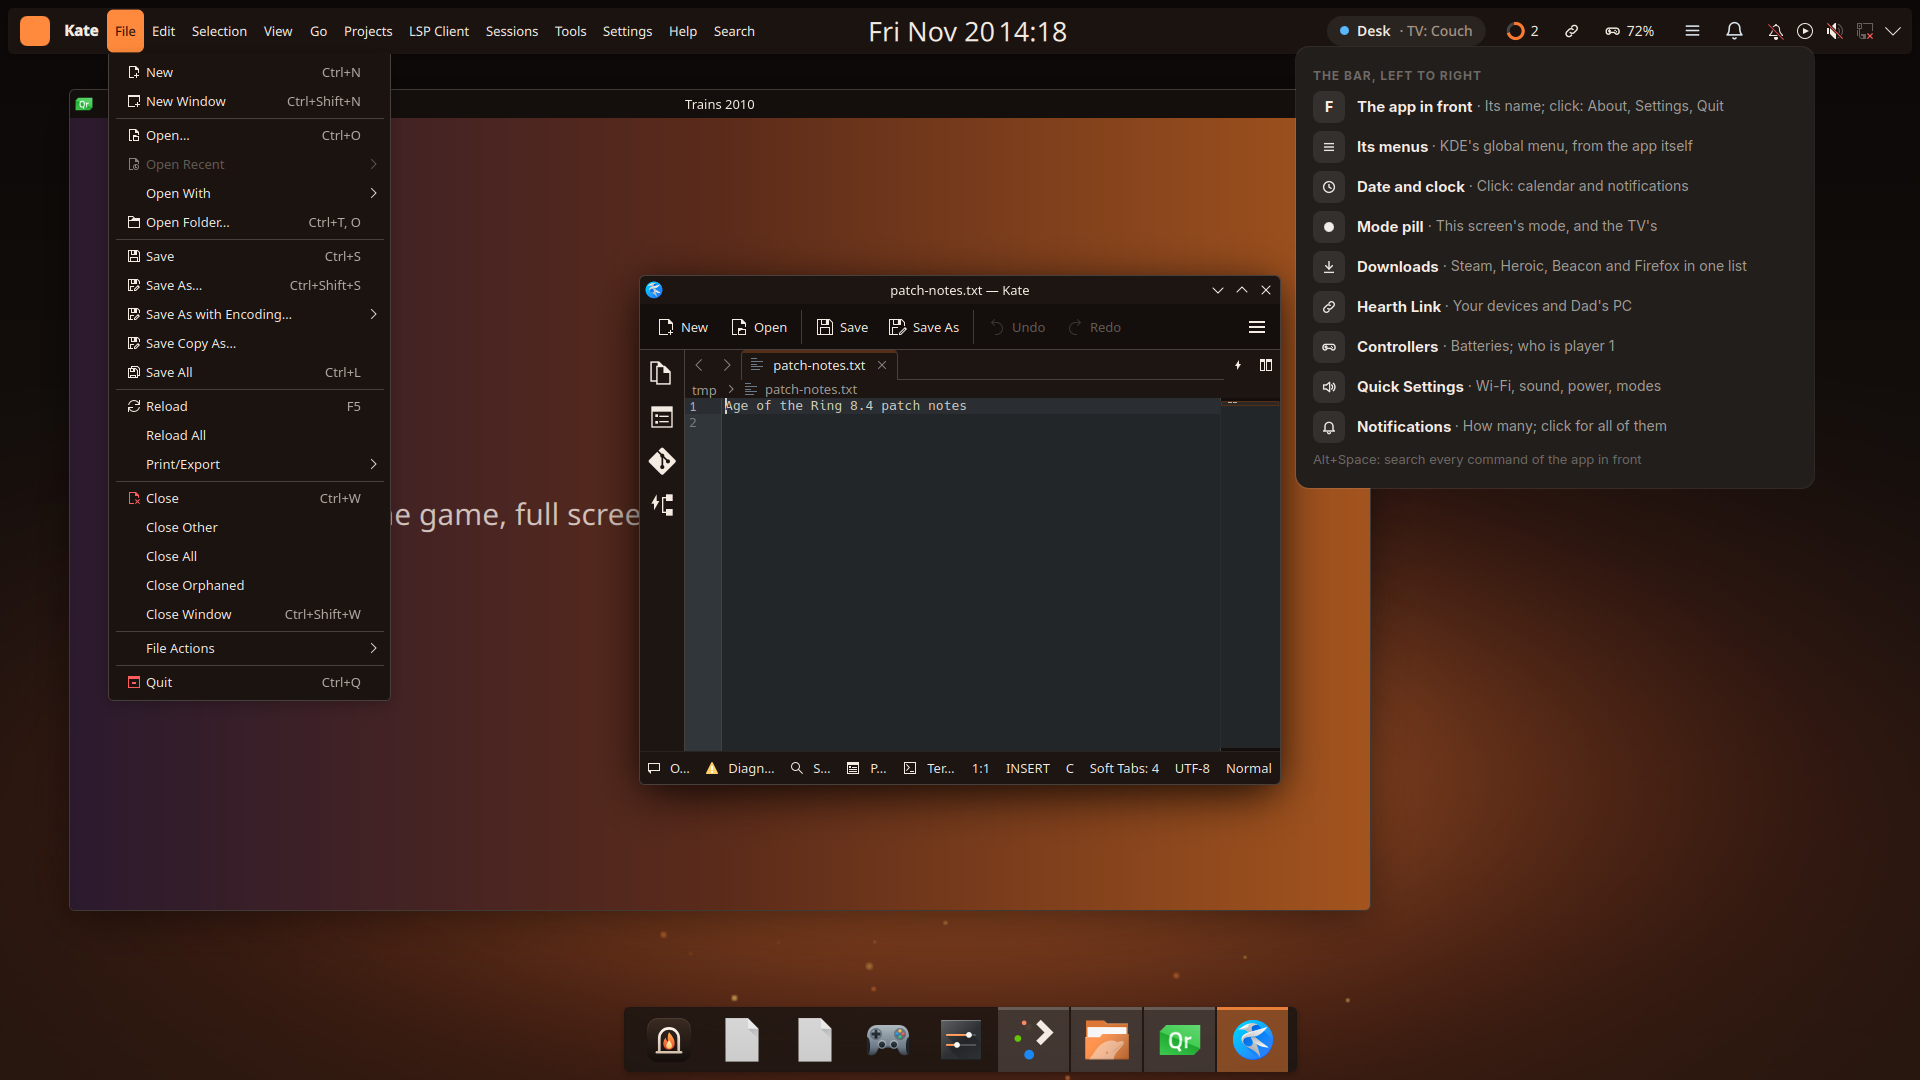 Kate File Edit Selection View Go Projects LSP Client Sessions Tools Settings Help Search
Fri Nov 20 14:18
Desk · TV: Couch
2
72%
New Ctrl+N
New Window Ctrl+Shift+N
Open... Ctrl+O
Open Recent
Open With
Open Folder... Ctrl+T, O
Save Ctrl+S
Save As... Ctrl+Shift+S
Save As with Encoding...
Save Copy As...
Save All Ctrl+L
Reload F5
Reload All
Print/Export
Close Ctrl+W
Close Other
Close All
Close Orphaned
Close Window Ctrl+Shift+W
File Actions
Quit Ctrl+Q
Qr
Trains 2010
game, full scree
patch-notes.txt — Kate
New Open Save Save As Undo Redo
patch-notes.txt
tmp > patch-notes.txt
1 Age of the Ring 8.4 patch notes
2
O... Diagn... S... P... Ter... 1:1 INSERT C Soft Tabs: 4 UTF-8 Normal
THE BAR, LEFT TO RIGHT
F The app in front · Its name; click: About, Settings, Quit
Its menus · KDE's global menu, from the app itself
Date and clock · Click: calendar and notifications
Mode pill · This screen's mode, and the TV's
Downloads · Steam, Heroic, Beacon and Firefox in one list
Hearth Link · Your devices and Dad's PC
Controllers · Batteries; who is player 1
Quick Settings · Wi-Fi, sound, power, modes
Notifications · How many; click for all of them
Alt+Space: search every command of the app in front
Qr